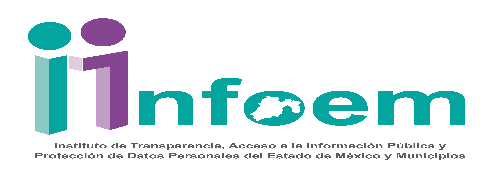 infoem
Instituto de Transparencia, Acceso a la Información Pública y
Protección de Datos Personales del Estado de México y Municipios